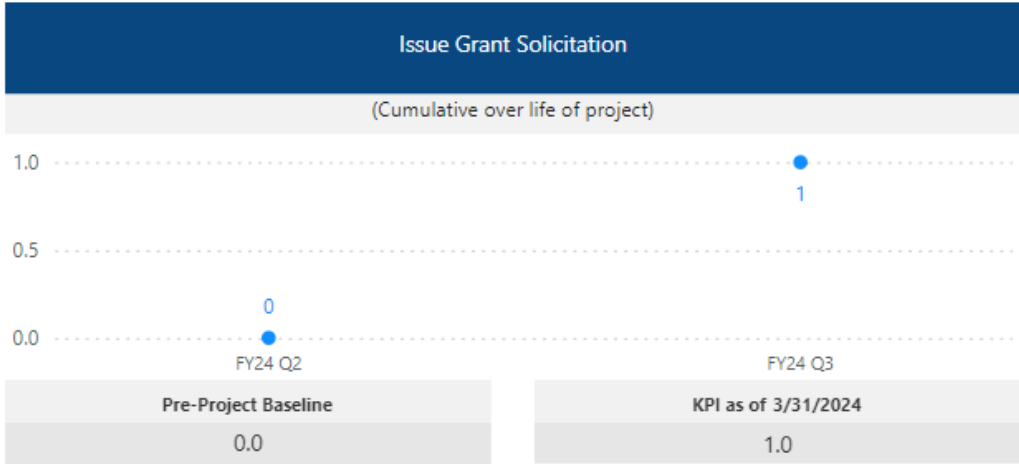 Issue Grant Solicitation
(Cumulative over life of project)
1.0
1
0.5
0
0.0
FY24 Q2 FY24 Q3
Pre-Project Baseline KPI as of 3/31/2024
0.0 1.0